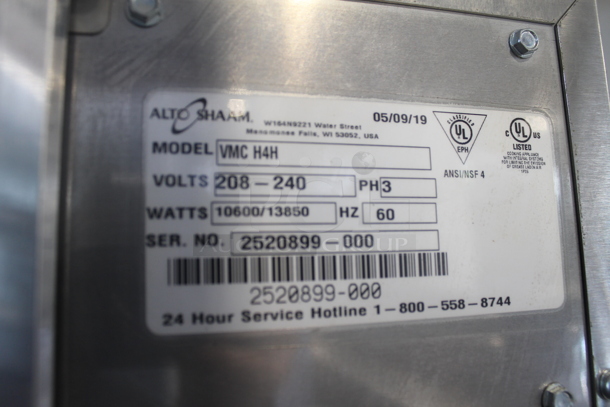 ALTO SHAAM.
05/09/19
W164N9221 Water Street
Menomonee Falls, WI 53052, USA
CLASSIFIED
UL
EPH
ANSI/NSF 4
C UL US
LISTED
MODEL VMC H4H
VOLTS 208-240 PH 3
WATTS 10600/13850 HZ 60
SER. NO. 2520899-000
2520899-000
24 Hour Service Hotline 1-800-558-8744